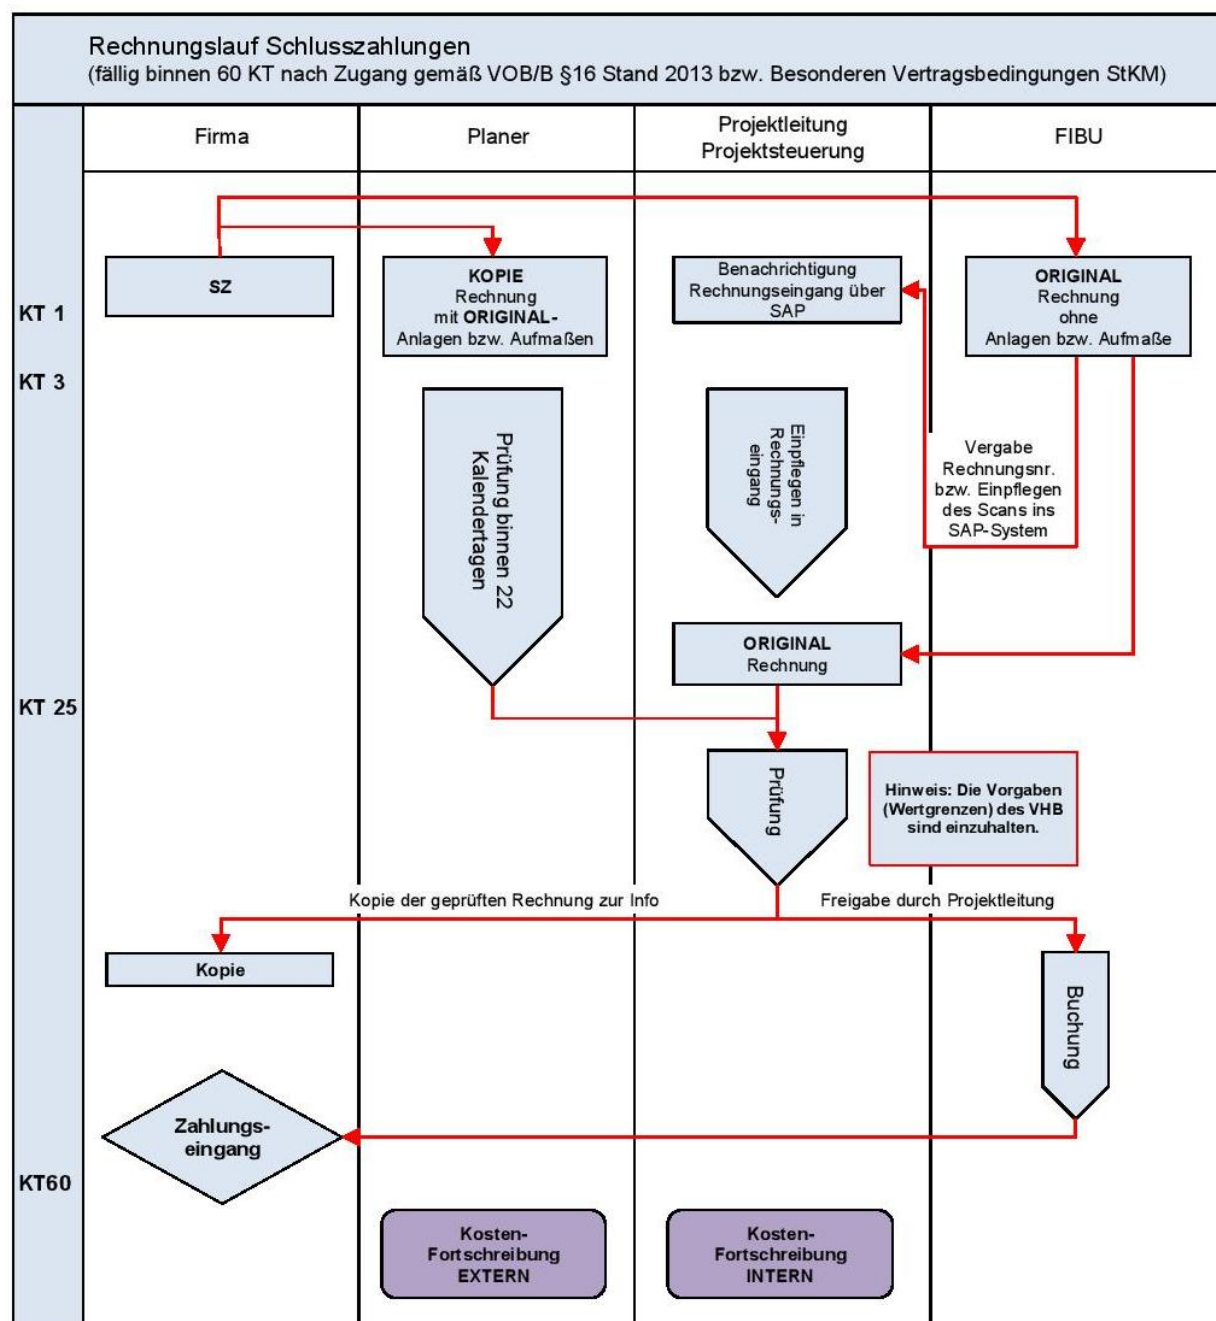 Rechnungslauf Schlusszahlungen
(fällig binnen 60 KT nach Zugang gemäß VOB/B §16 Stand 2013 bzw. Besonderen Vertragsbedingungen StKM)
Firma
Planer
Projektleitung
Projektsteuerung
FIBU
KT 1
SZ
KOPIE
Rechnung
mit ORIGINAL-
Anlagen bzw. Aufmaßen
Benachrichtigung
Rechnungseingang über
SAP
ORIGINAL
Rechnung
ohne
Anlagen bzw. Aufmaße
KT 3
Prüfung binnen 22
Kalendertagen
Einpflegen in
Rechnungs-
eingang
Vergabe
Rechnungsnr.
bzw. Einpflegen
des Scans ins
SAP-System
ORIGINAL
Rechnung
KT 25
Prüfung
Hinweis: Die Vorgaben
(Wertgrenzen) des VHB
sind einzuhalten.
Kopie der geprüften Rechnung zur Info
Freigabe durch Projektleitung
Kopie
Buchung
Zahlungs-
eingang
KT60
Kosten-
Fortschreibung
EXTERN
Kosten-
Fortschreibung
INTERN